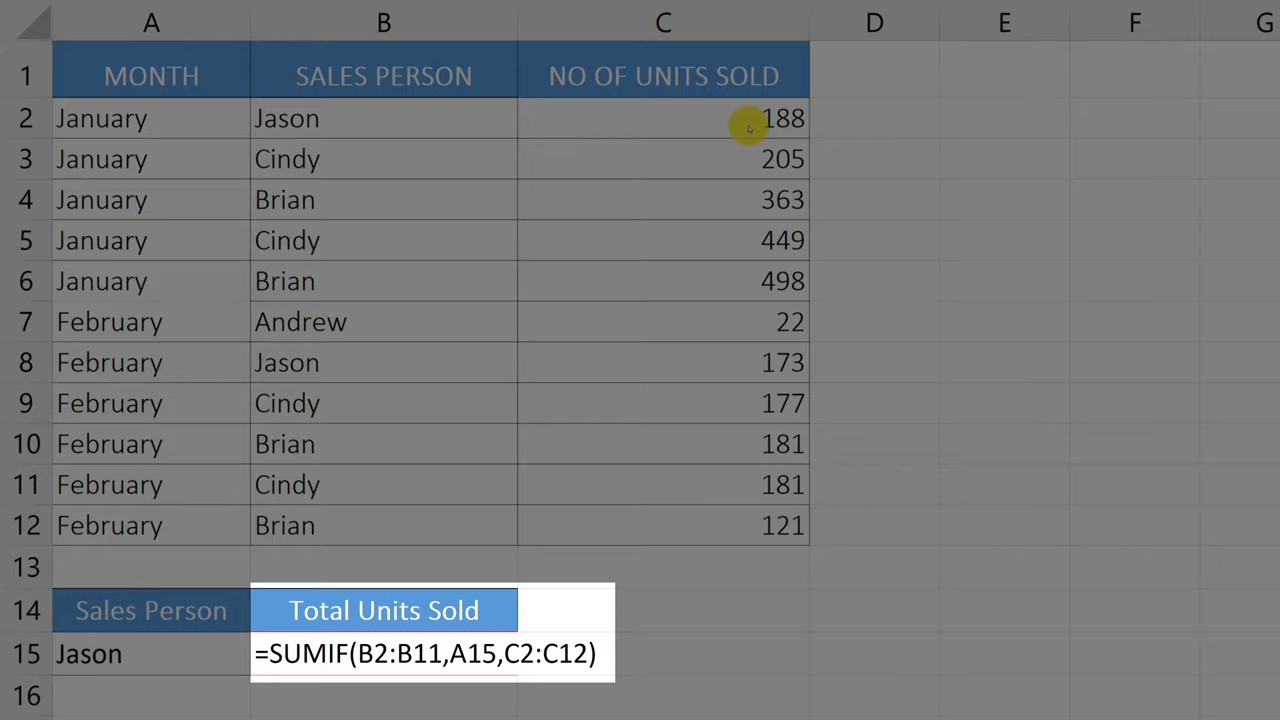 A B C D E F G
1 MONTH SALES PERSON NO OF UNITS SOLD
2 January Jason 188
3 January Cindy 205
4 January Brian 363
5 January Cindy 449
6 January Brian 498
7 February Andrew 22
8 February Jason 173
9 February Cindy 177
10 February Brian 181
11 February Cindy 181
12 February Brian 121
13
14 Sales Person Total Units Sold
15 Jason =SUMIF(B2:B11,A15,C2:C12)
16